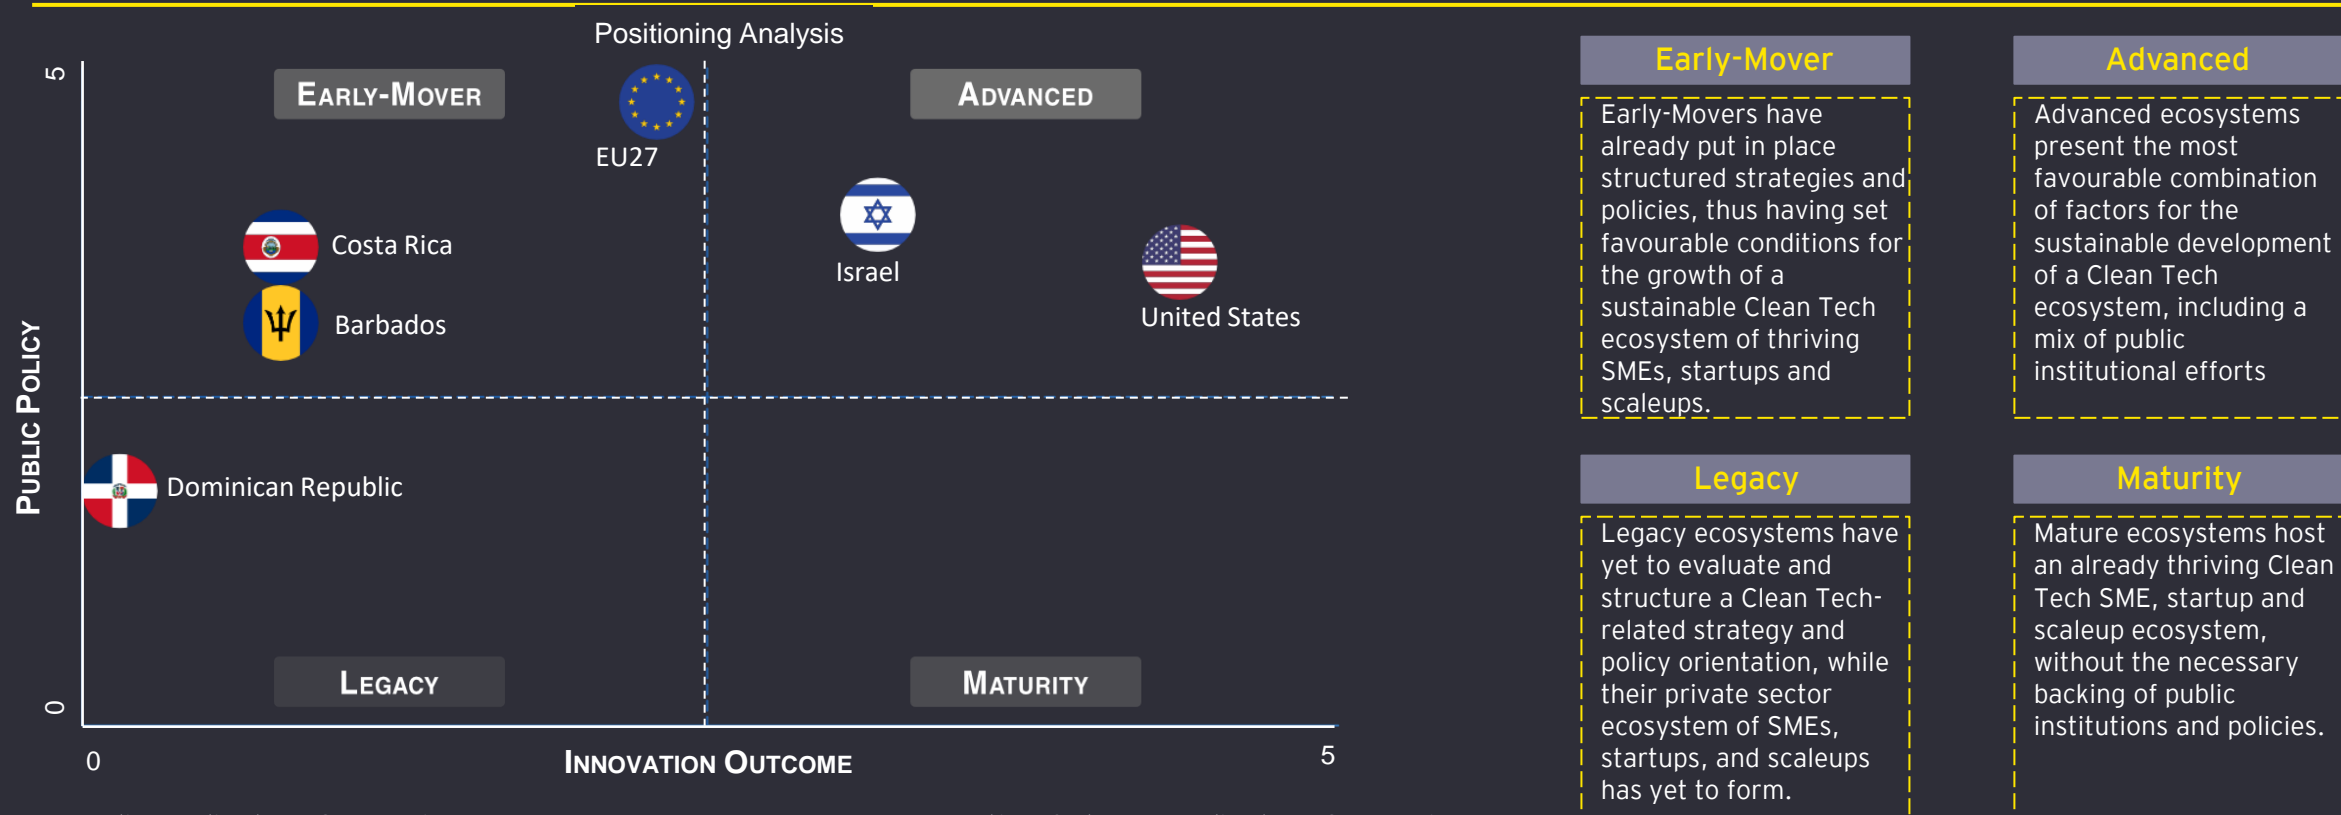 Positioning Analysis
5
EARLY-MOVER
ADVANCED
EU27
Costa Rica
Israel
Barbados
United States
PUBLIC POLICY
Dominican Republic
LEGACY
MATURITY
0
0
INNOVATION OUTCOME
5
Early-Mover
Early-Movers have
already put in place
structured strategies and
policies, thus having set
favourable conditions for
the growth of a
sustainable Clean Tech
ecosystem of thriving
SMEs, startups and
scaleups.
Advanced
Advanced ecosystems
present the most
favourable combination
of factors for the
sustainable development
of a Clean Tech
ecosystem, including a
mix of public
institutional efforts
Legacy
Legacy ecosystems have
yet to evaluate and
structure a Clean Tech-
related strategy and
policy orientation, while
their private sector
ecosystem of SMEs,
startups, and scaleups
has yet to form.
Maturity
Mature ecosystems host
an already thriving Clean
Tech SME, startup and
scaleup ecosystem,
without the necessary
backing of public
institutions and policies.